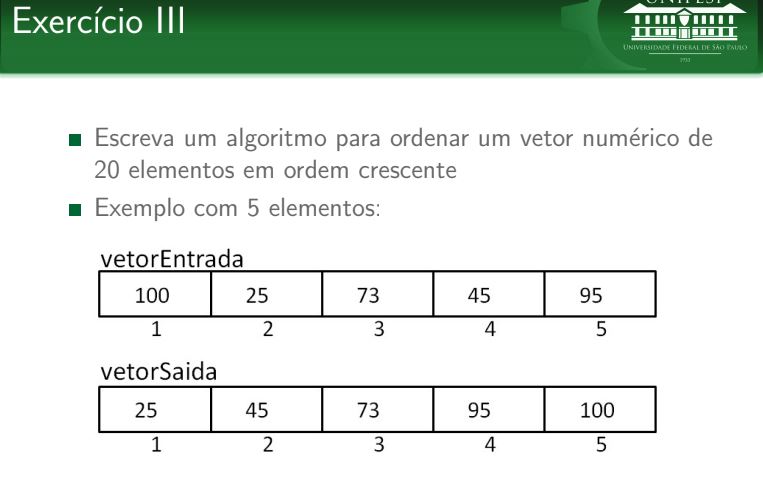 Exercício III
UNIFESP
UNIVERSIDADE FEDERAL DE SÃO PAULO
1933
Escreva um algoritmo para ordenar um vetor numérico de
20 elementos em ordem crescente
Exemplo com 5 elementos:
vetorEntrada
100 25 73 45 95
1 2 3 4 5
vetorSaida
25 45 73 95 100
1 2 3 4 5